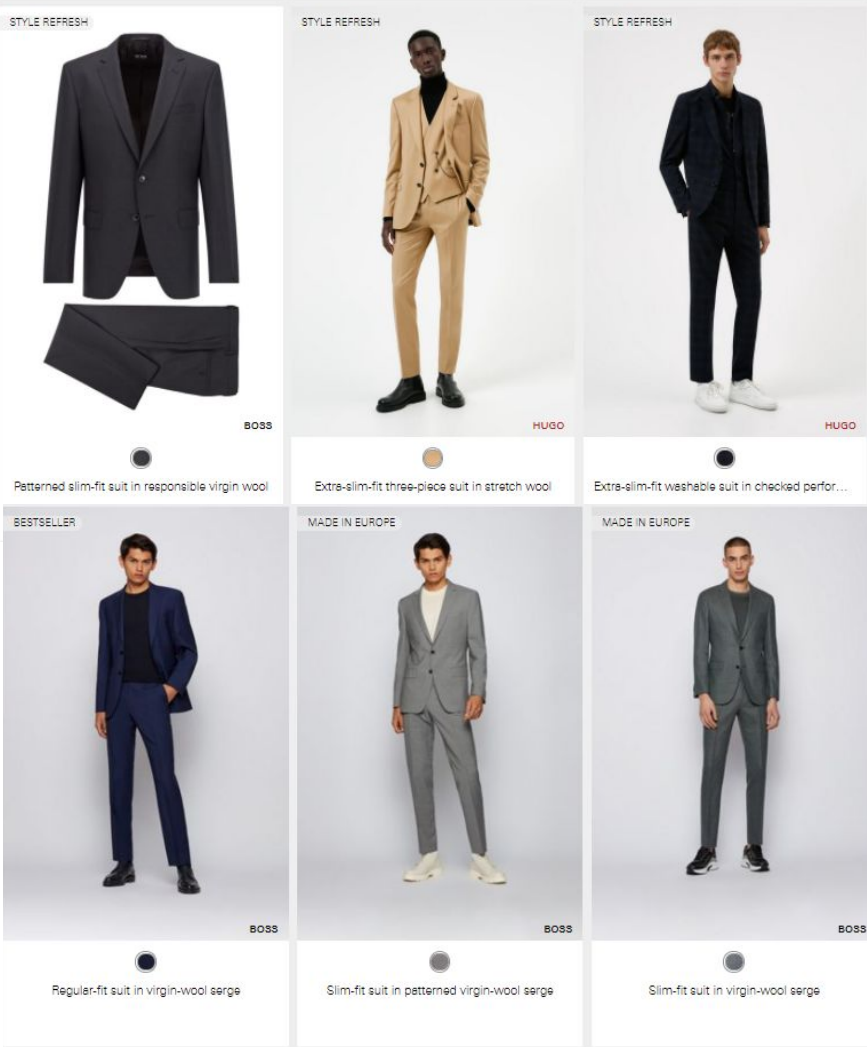 STYLE REFRESH
STYLE REFRESH
STYLE REFRESH
BOSS
HUGO
HUGO
Patterned slim-fit suit in responsible virgin wool
Extra-slim-fit three-piece suit in stretch wool
Extra-slim-fit washable suit in checked perfor...
BESTSELLER
MADE IN EUROPE
MADE IN EUROPE
BOSS
BOSS
BOSS
Regular-fit suit in virgin-wool serge
Slim-fit suit in patterned virgin-wool serge
Slim-fit suit in virgin-wool serge